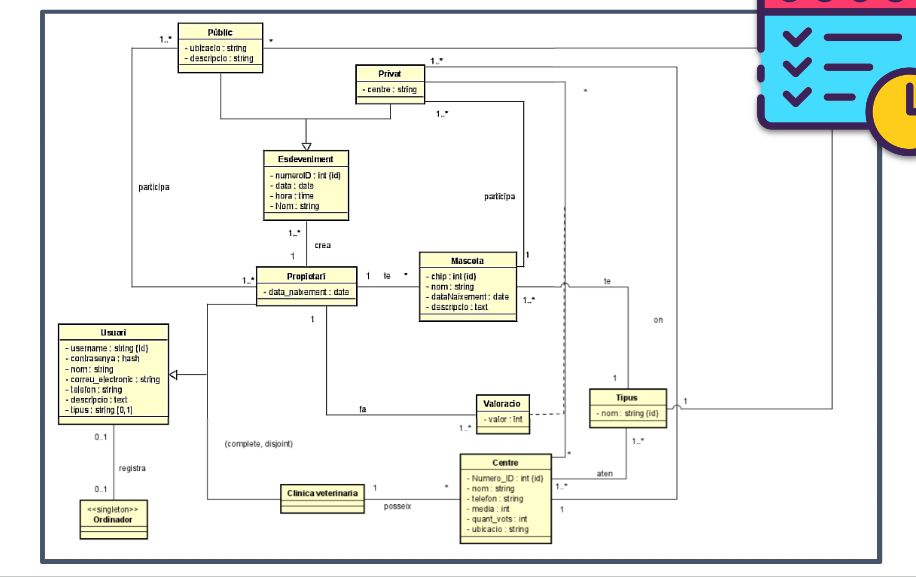 Públic
1..*
*
- ubicacio : string
- descripcio : string
Privat
1..*
- centre : string
*
1..*
Esdeveniment
- numeroID : int {id}
- data : date
- hora : time
- Nom : string
participa
participa
1..*
crea
1
1
Propietari
1..*
- data_naixement : date
1
te
*
Mascota
- chip : int {id}
- nom : string
- dataNaixement : date
- descripcio : text
1..*
te
on
1
Usuari
- username : string {id}
- contrasenya : hash
- nom : string
- correu_electronic : string
- telefon : string
- descripcio : text
- tipus : string {0,1}
1
Tipus
- nom : string {id}
1
1..*
Valoracio
- valor : int
fa
1..*
0..1
registra
0..1
(complete, disjoint)
<<singleton>>
Ordinador
Clinica veterinaria
1
posseix
*
Centre
- Numero_ID : int {id}
- nom : string
- telefon : string
- media : int
- quant_vots : int
- ubicacio : string
*
aten
1..*
1